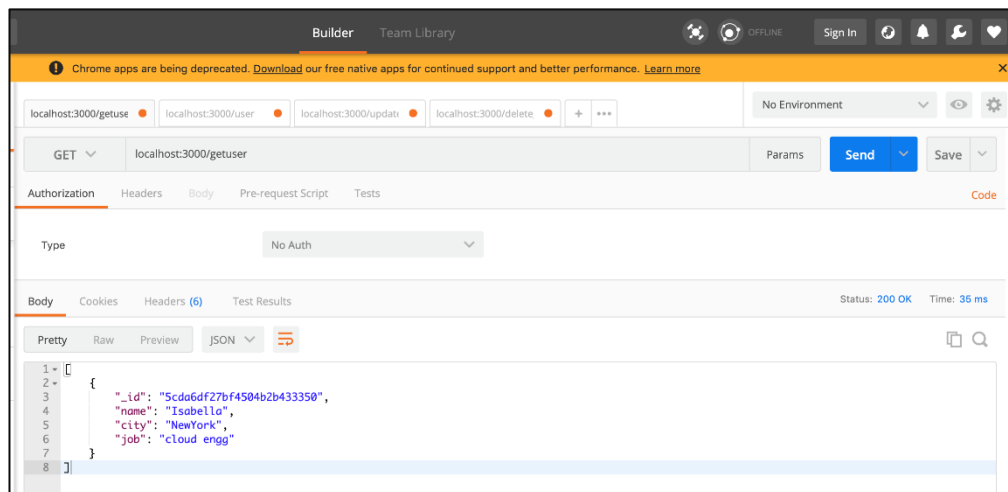 Builder Team Library OFFLINE Sign In
Chrome apps are being deprecated. Download our free native apps for continued support and better performance. Learn more
localhost:3000/getuse localhost:3000/user localhost:3000/updat localhost:3000/delete
No Environment
GET localhost:3000/getuser Params Send Save
Authorization Headers Body Pre-request Script Tests Code
Type No Auth
Body Cookies Headers (6) Test Results Status: 200 OK Time: 35 ms
Pretty Raw Preview JSON
1 [
2 {
3 "_id": "5cda6df27bf4504b2b433350",
4 "name": "Isabella",
5 "city": "NewYork",
6 "job": "cloud engg"
7 }
8 ]